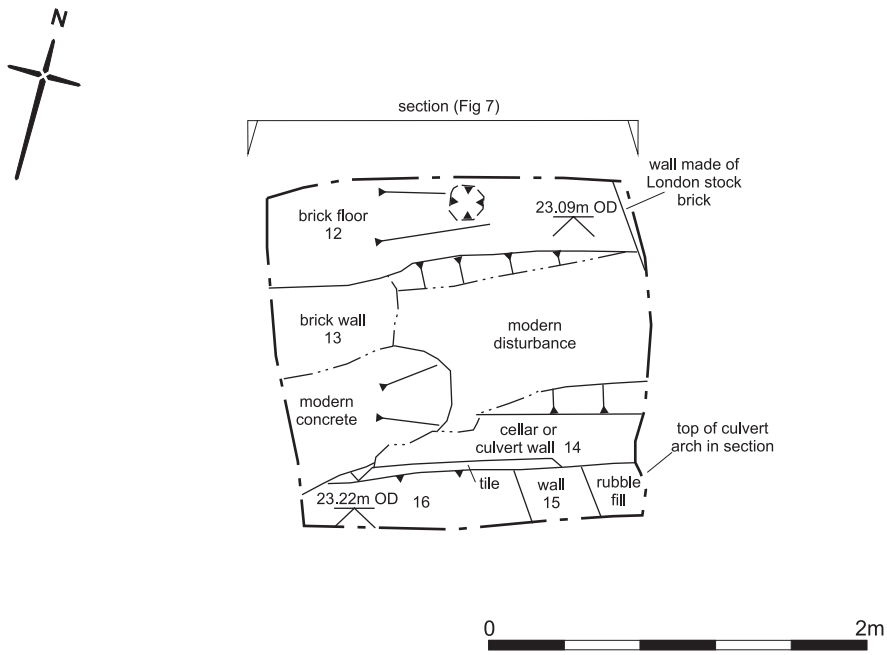 N
section (Fig 7)
wall made of
London stock
brick
brick floor
12
23.09m OD
brick wall
13
modern
disturbance
modern
concrete
cellar or
culvert wall 14
top of culvert
arch in section
tile
wall
15
rubble
fill
23.22m OD
16
0
2m